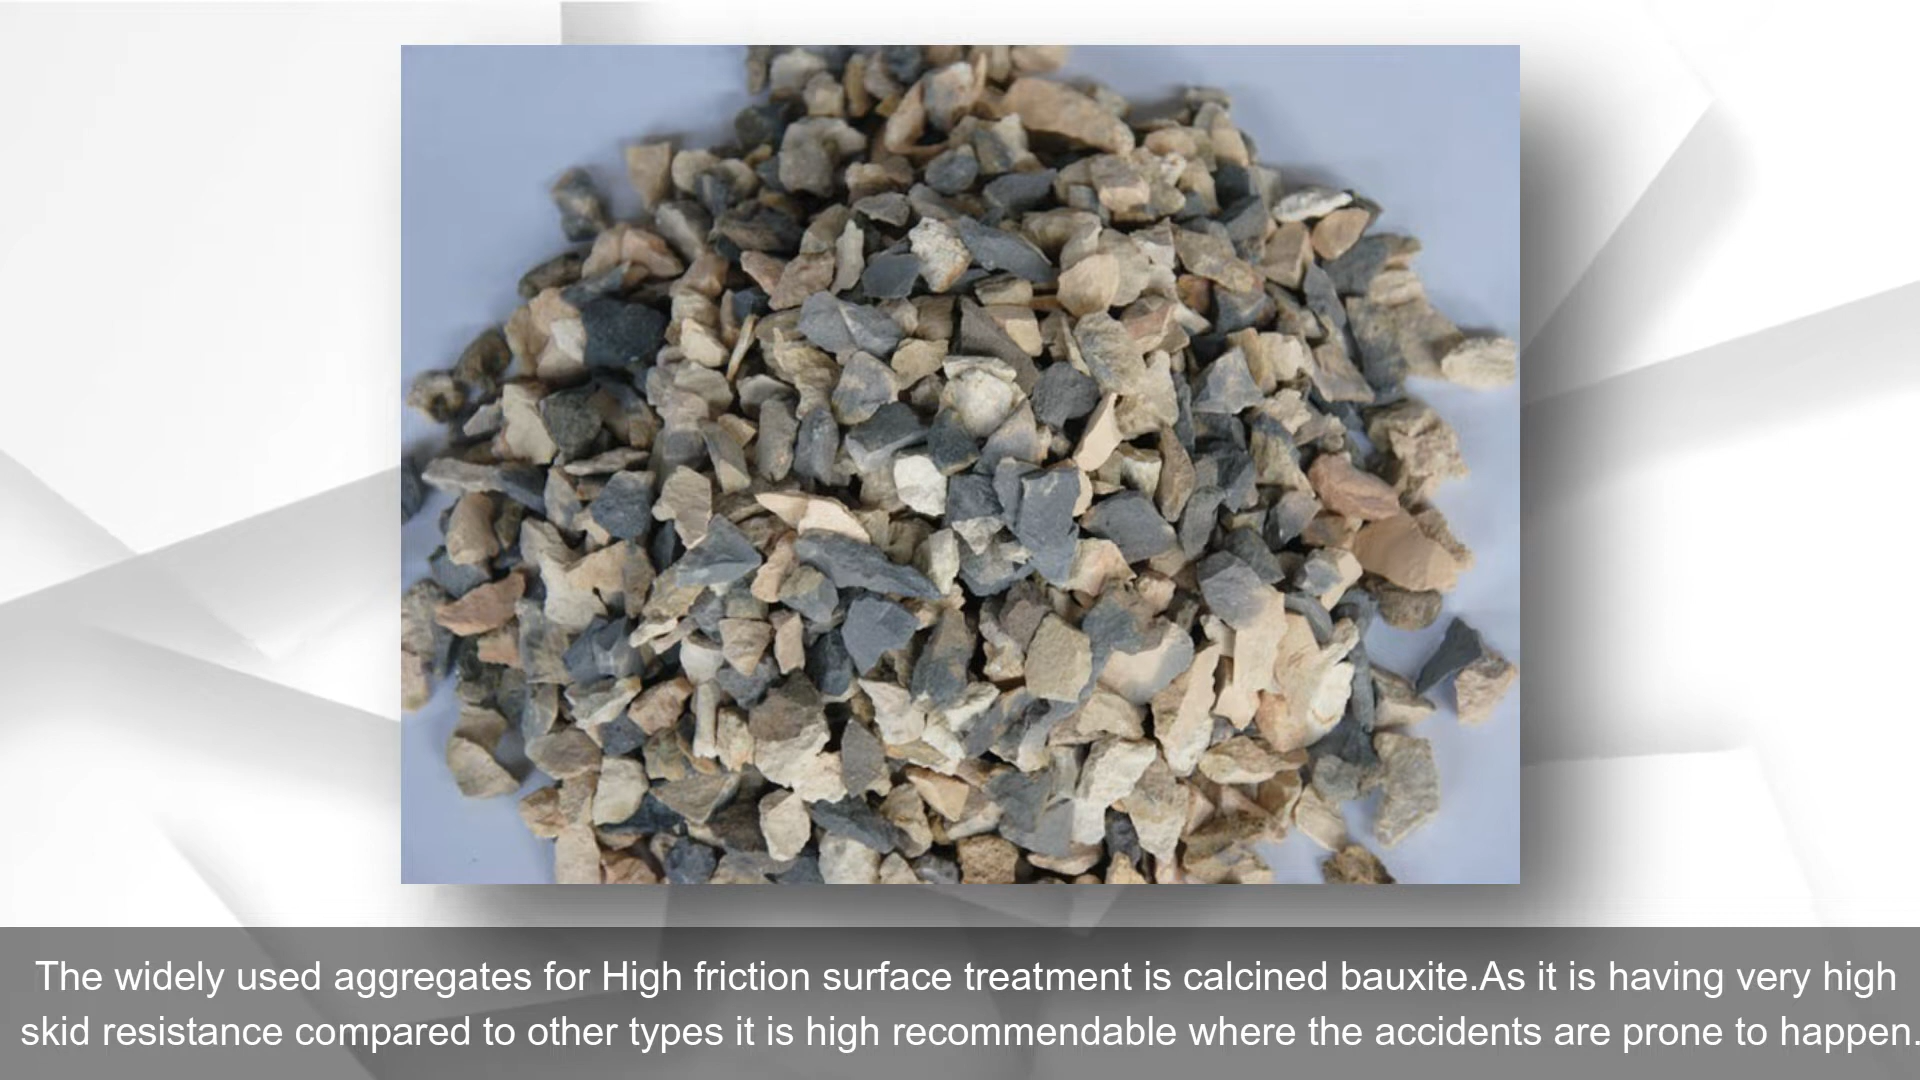 The widely used aggregates for High friction surface treatment is calcined bauxite.As it is having very high
skid resistance compared to other types it is high recommendable where the accidents are prone to happen.